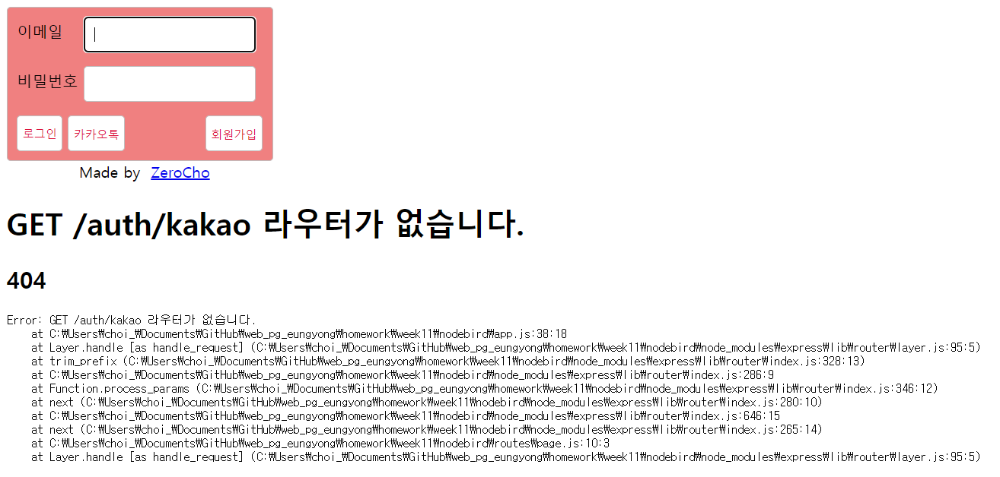 이메일
비밀번호
로그인 카카오톡 회원가입
Made by ZeroCho
GET /auth/kakao 라우터가 없습니다.
404
Error: GET /auth/kakao 라우터가 없습니다.
at C:₩Users₩choi_₩Documents₩GitHub₩web_pg_eungyong₩homework₩week11₩nodebird₩app.js:38:18
at Layer.handle [as handle_request] (C:₩Users₩choi_₩Documents₩GitHub₩web_pg_eungyong₩homework₩week11₩nodebird₩node_modules₩express₩lib₩router₩layer.js:95:5)
at trim_prefix (C:₩Users₩choi_₩Documents₩GitHub₩web_pg_eungyong₩homework₩week11₩nodebird₩node_modules₩express₩lib₩router₩index.js:328:13)
at C:₩Users₩choi_₩Documents₩GitHub₩web_pg_eungyong₩homework₩week11₩nodebird₩node_modules₩express₩lib₩router₩index.js:286:9
at Function.process_params (C:₩Users₩choi_₩Documents₩GitHub₩web_pg_eungyong₩homework₩week11₩nodebird₩node_modules₩express₩lib₩router₩index.js:346:12)
at next (C:₩Users₩choi_₩Documents₩GitHub₩web_pg_eungyong₩homework₩week11₩nodebird₩node_modules₩express₩lib₩router₩index.js:280:10)
at C:₩Users₩choi_₩Documents₩GitHub₩web_pg_eungyong₩homework₩week11₩nodebird₩node_modules₩express₩lib₩router₩index.js:646:15
at next (C:₩Users₩choi_₩Documents₩GitHub₩web_pg_eungyong₩homework₩week11₩nodebird₩node_modules₩express₩lib₩router₩index.js:265:14)
at C:₩Users₩choi_₩Documents₩GitHub₩web_pg_eungyong₩homework₩week11₩nodebird₩routes₩page.js:10:3
at Layer.handle [as handle_request] (C:₩Users₩choi_₩Documents₩GitHub₩web_pg_eungyong₩homework₩week11₩nodebird₩node_modules₩express₩lib₩router₩layer.js:95:5)